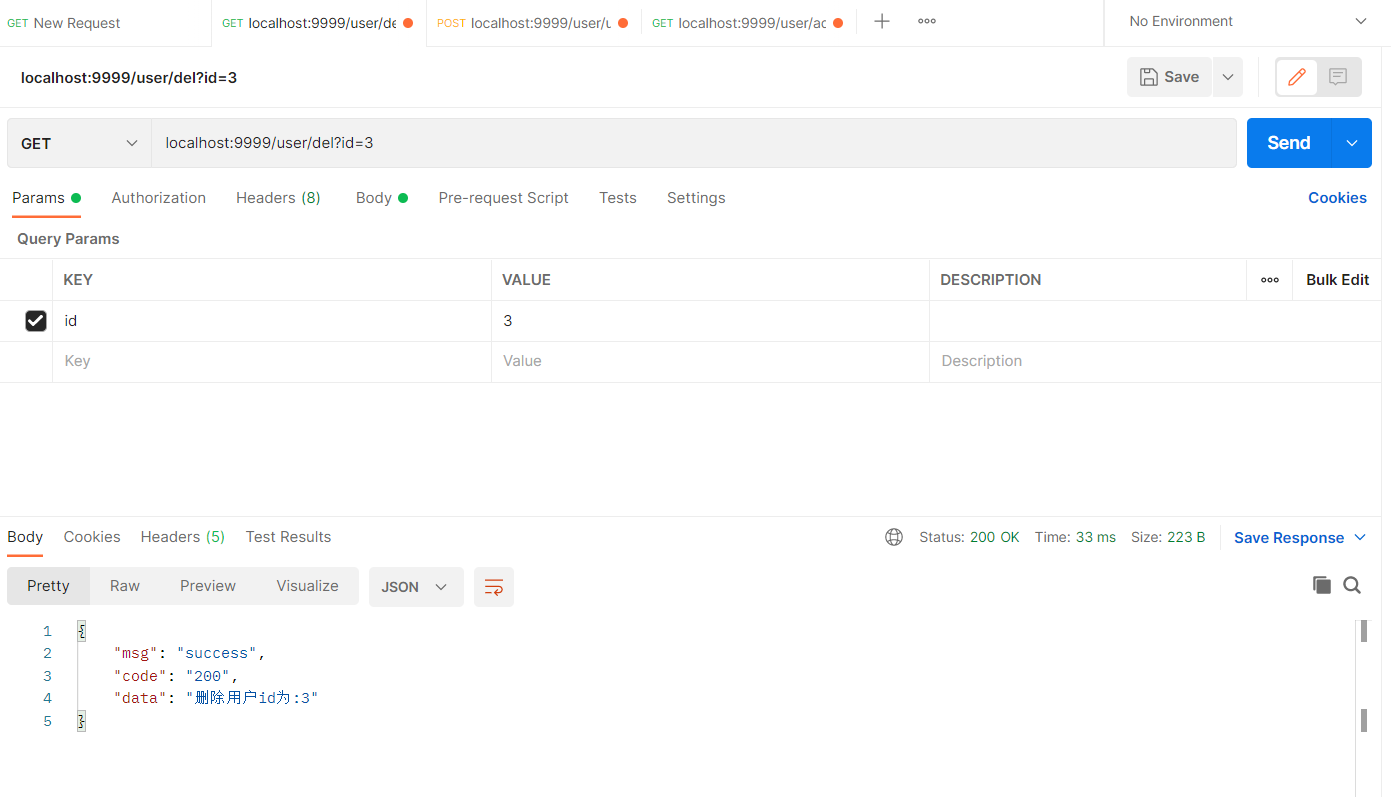 GET New Request GET localhost:9999/user/de POST localhost:9999/user/u GET localhost:9999/user/ac ooo No Environment
localhost:9999/user/del?id=3 Save
GET localhost:9999/user/del?id=3 Send
Params Authorization Headers (8) Body Pre-request Script Tests Settings Cookies
Query Params
KEY VALUE DESCRIPTION ooo Bulk Edit
id 3
Key Value Description
Body Cookies Headers (5) Test Results Status: 200 OK Time: 33 ms Size: 223 B Save Response
Pretty Raw Preview Visualize JSON
1 {
2 "msg": "success",
3 "code": "200",
4 "data": "删除用户id为:3"
5 }